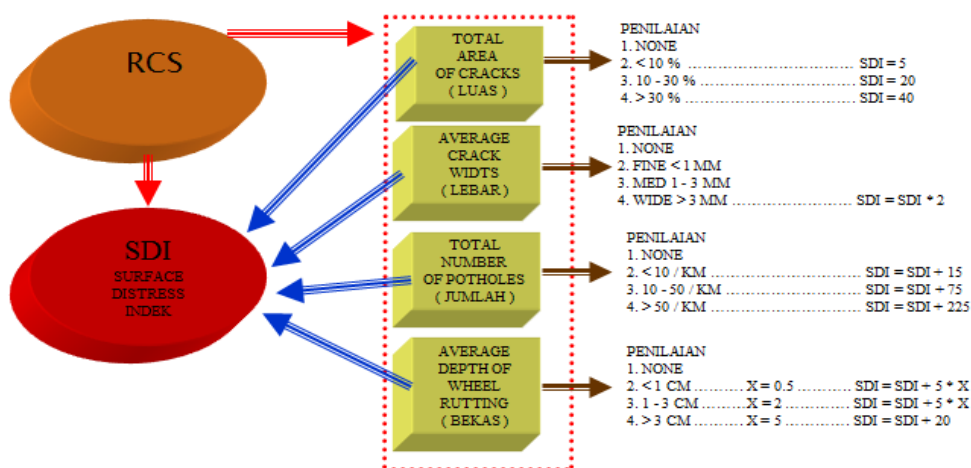 RCS
SDI
SURFACE
DISTRESS
INDEK
TOTAL
AREA
OF CRACKS
( LUAS )
PENILAIAN
1. NONE
2. <10 % ........................................ SDI = 5
3. 10 - 30 % ..................................... SDI = 20
4. > 30 % ........................................ SDI = 40
AVERAGE
CRACK
WIDTS
( LEBAR )
PENILAIAN
1. NONE
2. FINE < 1 MM
3. MED 1 - 3 MM
4. WIDE > 3 MM .............................. SDI = SDI * 2
TOTAL
NUMBER
OF POTHOLES
( JUMLAH )
PENILAIAN
1. NONE
2. < 10 / KM ..................................... SDI = SDI + 15
3. 10 - 50 / KM .................................. SDI = SDI + 75
4. > 50 / KM ..................................... SDI = SDI + 225
AVERAGE
DEPTH OF
WHEEL
RUTTING
( BEKAS )
PENILAIAN
1. NONE
2. < 1 CM .......... X = 0.5 ................ SDI = SDI + 5 * X
3. 1 - 3 CM ........ X = 2 .................. SDI = SDI + 5 * X
4. > 3 CM .......... X = 5 .................. SDI = SDI + 20